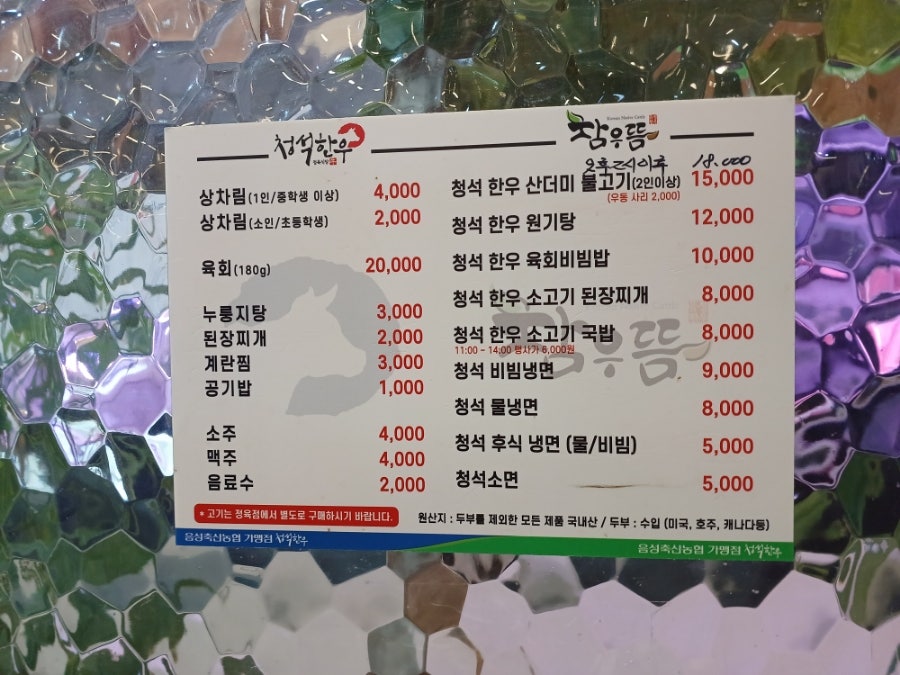 청석한우
상차림(1인/중학생 이상) 4,000
상차림(소인/초등학생) 2,000
육회(180g) 20,000
누룽지탕 3,000
된장찌개 2,000
계란찜 3,000
공기밥 1,000
소주 4,000
맥주 4,000
음료수 2,000
* 고기는 정육점에서 별도로 구매하시기 바랍니다.
참우뜸
오후 2시 이후 18.000
청석 한우 산더미 불고기(2인이상) 15,000
(우동 사리 2,000)
청석 한우 원기탕 12,000
청석 한우 육회비빔밥 10,000
청석 한우 소고기 된장찌개 8,000
청석 한우 소고기 국밥 8,000
11:00 ~ 14:00 행사가 6,000원
청석 비빔냉면 9,000
청석 물냉면 8,000
청석 후식 냉면 (물/비빔) 5,000
청석소면 5,000
원산지 : 두부를 제외한 모든 제품 국내산 / 두부 : 수입 (미국, 호주, 캐나다등)
음성축산농협 가맹점 청석한우
음성축산농협 가맹점 청석한우
참우뜸